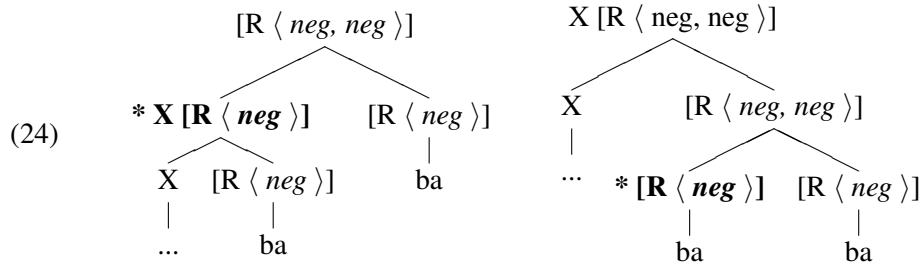 [R ⟨ neg, neg ⟩] X [R ⟨ neg, neg ⟩]
* X [R ⟨ neg ⟩] [R ⟨ neg ⟩] X [R ⟨ neg, neg ⟩]
(24)
X [R ⟨ neg ⟩] ba ... * [R ⟨ neg ⟩] [R ⟨ neg ⟩]
... ba ba ba